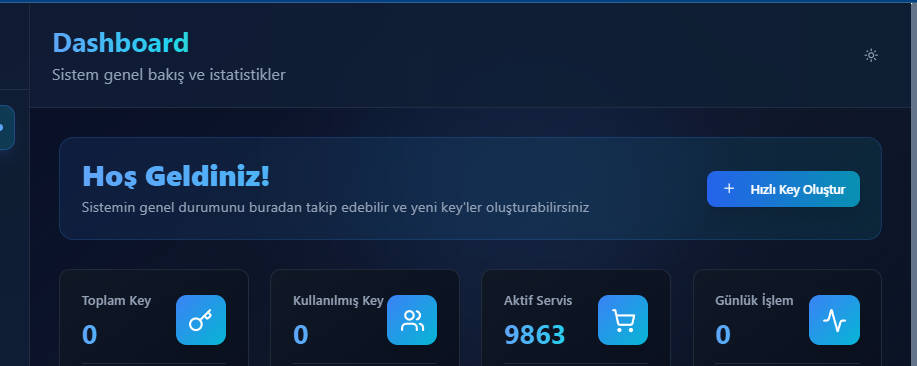 Dashboard
Sistem genel bakış ve istatistikler
Hoş Geldiniz!
Sistemin genel durumunu buradan takip edebilir ve yeni key'ler oluşturabilirsiniz
+ Hızlı Key Oluştur
Toplam Key
0
Kullanılmış Key
0
Aktif Servis
9863
Günlük İşlem
0